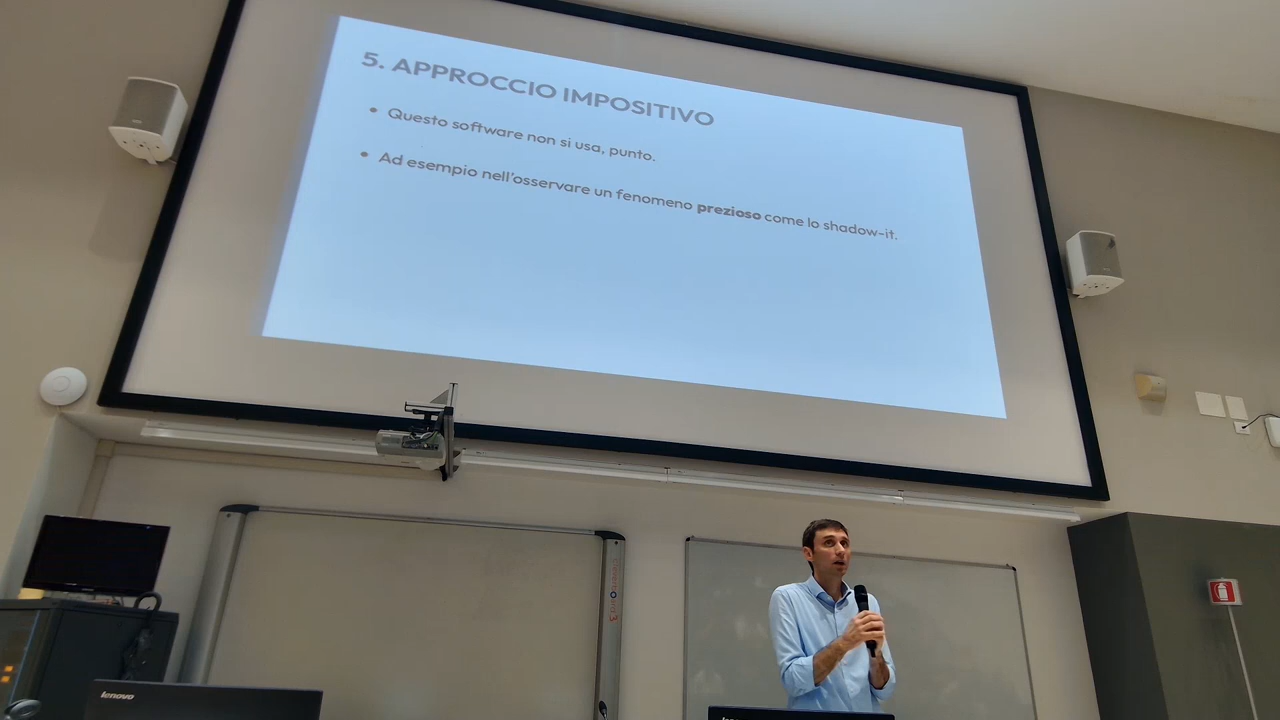 5. APPROCCIO IMPOSITIVO
Questo software non si usa, punto.
Ad esempio nell'osservare un fenomeno prezioso come lo shadow-it.
lenovo